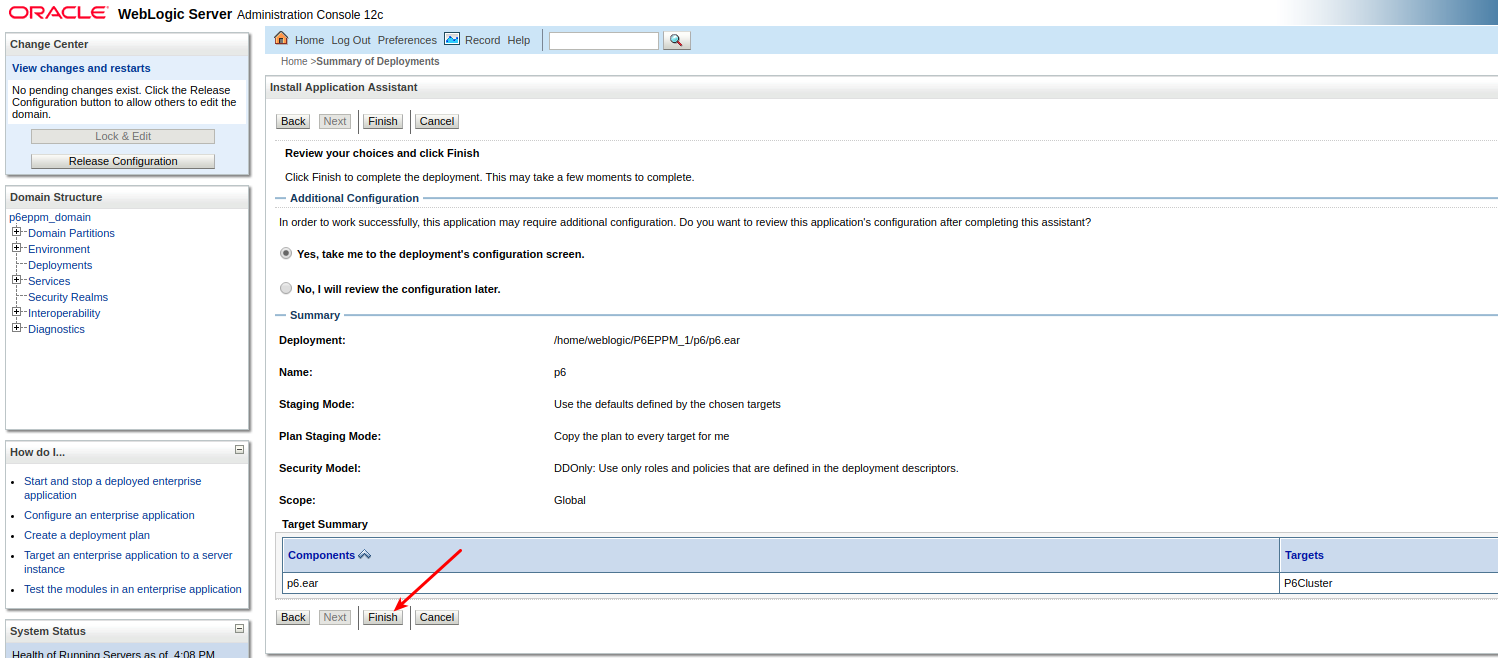 ORACLE WebLogic Server Administration Console 12c
Change Center
View changes and restarts
No pending changes exist. Click the Release
Configuration button to allow others to edit the
domain.
Lock & Edit
Release Configuration
Domain Structure
p6eppm_domain
Domain Partitions
Environment
Deployments
Services
Security Realms
Interoperability
Diagnostics
How do I...
Start and stop a deployed enterprise
application
Configure an enterprise application
Create a deployment plan
Target an enterprise application to a server
instance
Test the modules in an enterprise application
System Status
Health of Running Servers as of 4:08 PM
Home Log Out Preferences Record Help
Home >Summary of Deployments
Install Application Assistant
Back Next Finish Cancel
Review your choices and click Finish
Click Finish to complete the deployment. This may take a few moments to complete.
Additional Configuration
In order to work successfully, this application may require additional configuration. Do you want to review this application's configuration after completing this assistant?
Yes, take me to the deployment's configuration screen.
No, I will review the configuration later.
Summary
Deployment: /home/weblogic/P6EPPM_1/p6/p6.ear
Name: p6
Staging Mode: Use the defaults defined by the chosen targets
Plan Staging Mode: Copy the plan to every target for me
Security Model: DDOnly: Use only roles and policies that are defined in the deployment descriptors.
Scope: Global
Target Summary
Components Targets
p6.ear P6Cluster
Back Next Finish Cancel